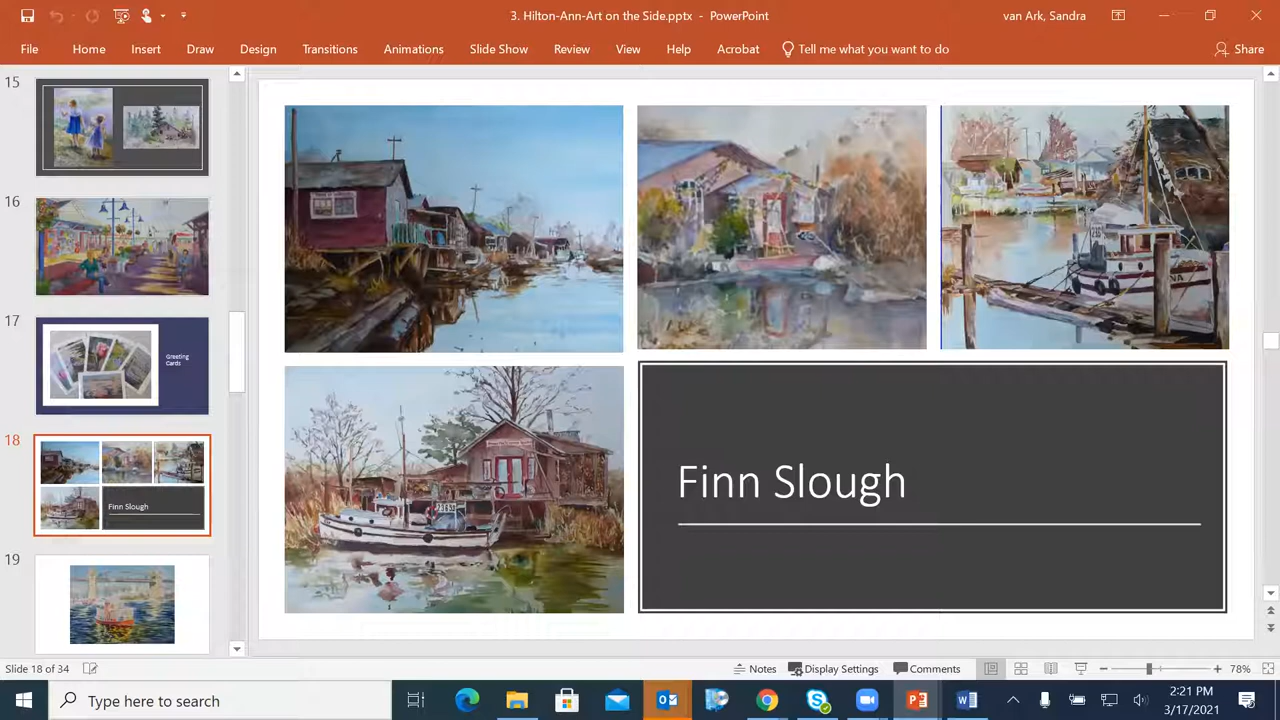 3. Hilton-Ann-Art on the Side.pptx - PowerPoint
van Ark, Sandra
File Home Insert Draw Design Transitions Animations Slide Show Review View Help Acrobat Tell me what you want to do Share
15
16
17
Greeting
Cards
18
Finn Slough
19
Finn Slough
Slide 18 of 34 Notes Display Settings Comments 78%
Type here to search
2:21 PM
3/17/2021